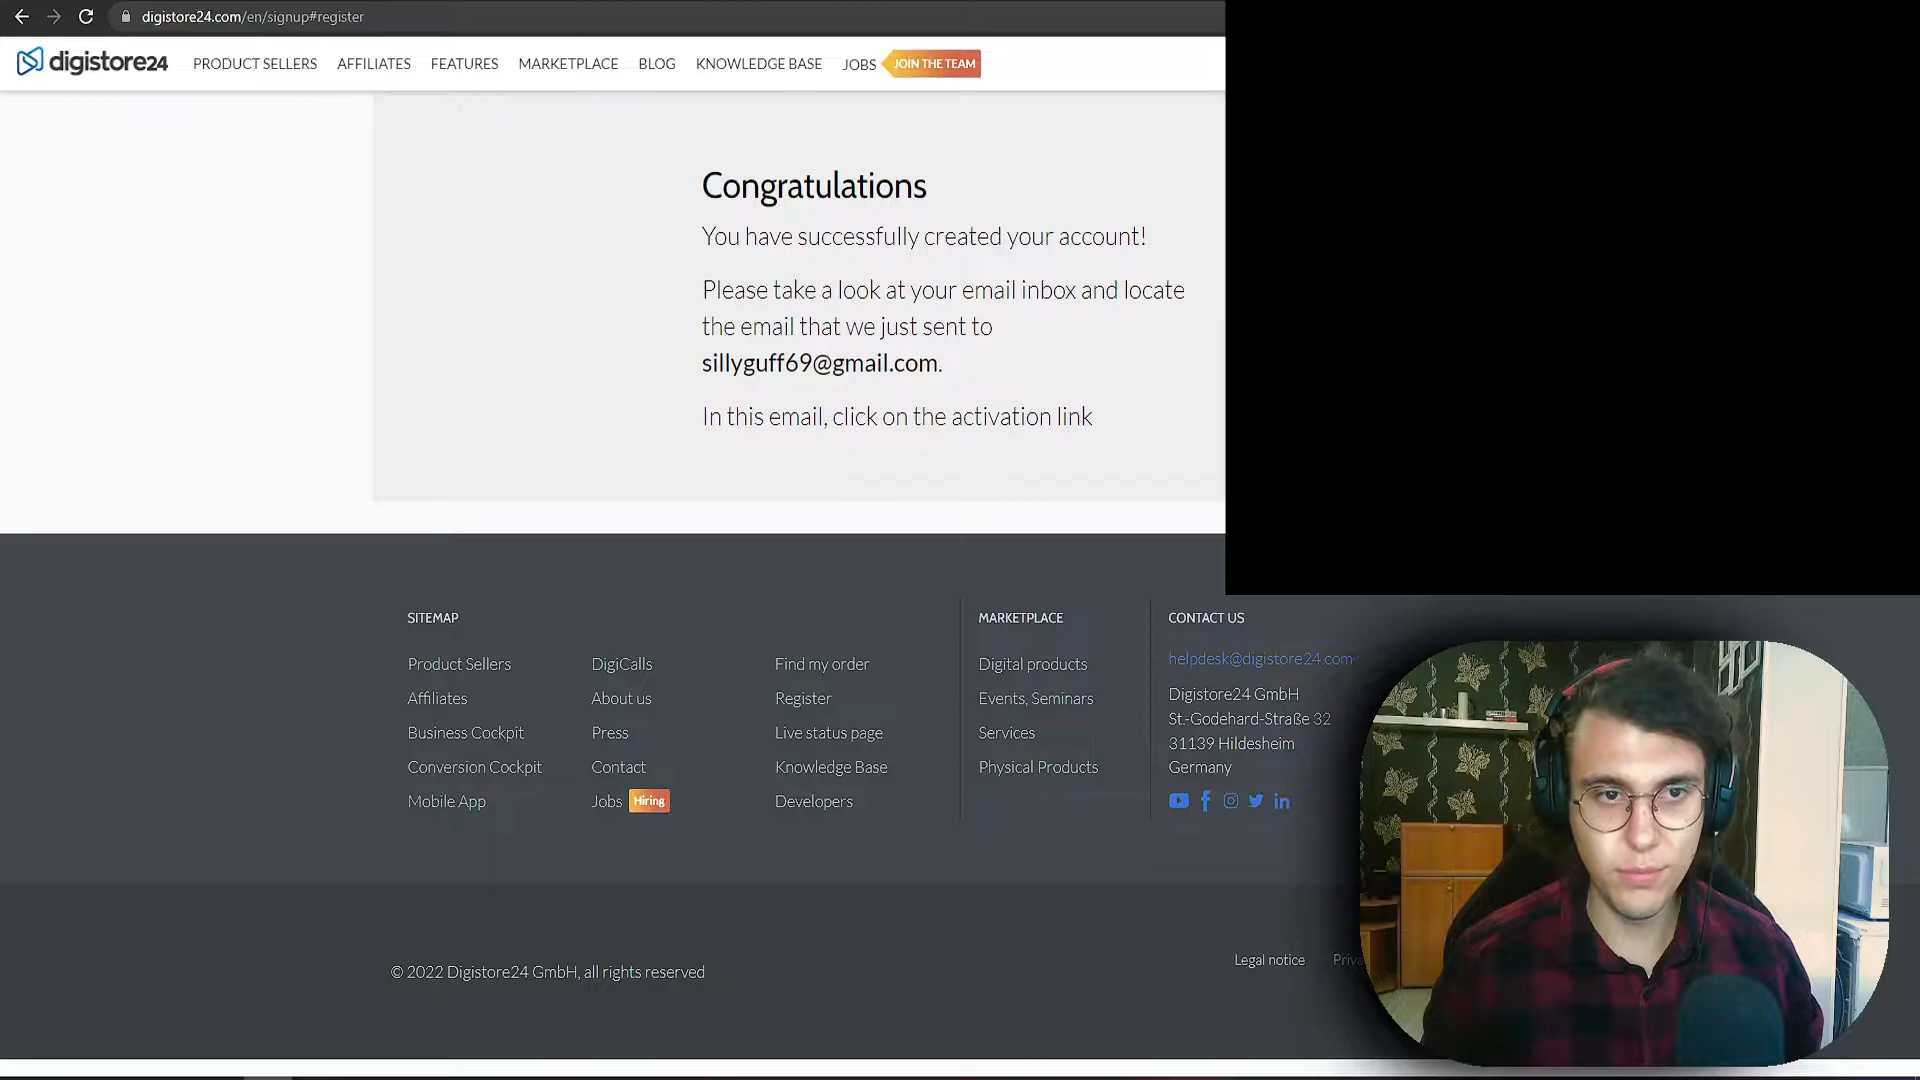 digistore24.com/en/signup#register
digistore24 PRODUCT SELLERS AFFILIATES FEATURES MARKETPLACE BLOG KNOWLEDGE BASE JOBS JOIN THE TEAM
Congratulations
You have successfully created your account!
Please take a look at your email inbox and locate
the email that we just sent to
sillyguff69@gmail.com.
In this email, click on the activation link
SITEMAP
Product Sellers
Affiliates
Business Cockpit
Conversion Cockpit
Mobile App
DigiCalls
About us
Press
Contact
Jobs Hiring
Find my order
Register
Live status page
Knowledge Base
Developers
MARKETPLACE
Digital products
Events, Seminars
Services
Physical Products
CONTACT US
helpdesk@digistore24.com
Digistore24 GmbH
St.-Godehard-Straße 32
31139 Hildesheim
Germany
© 2022 Digistore24 GmbH, all rights reserved
Legal notice